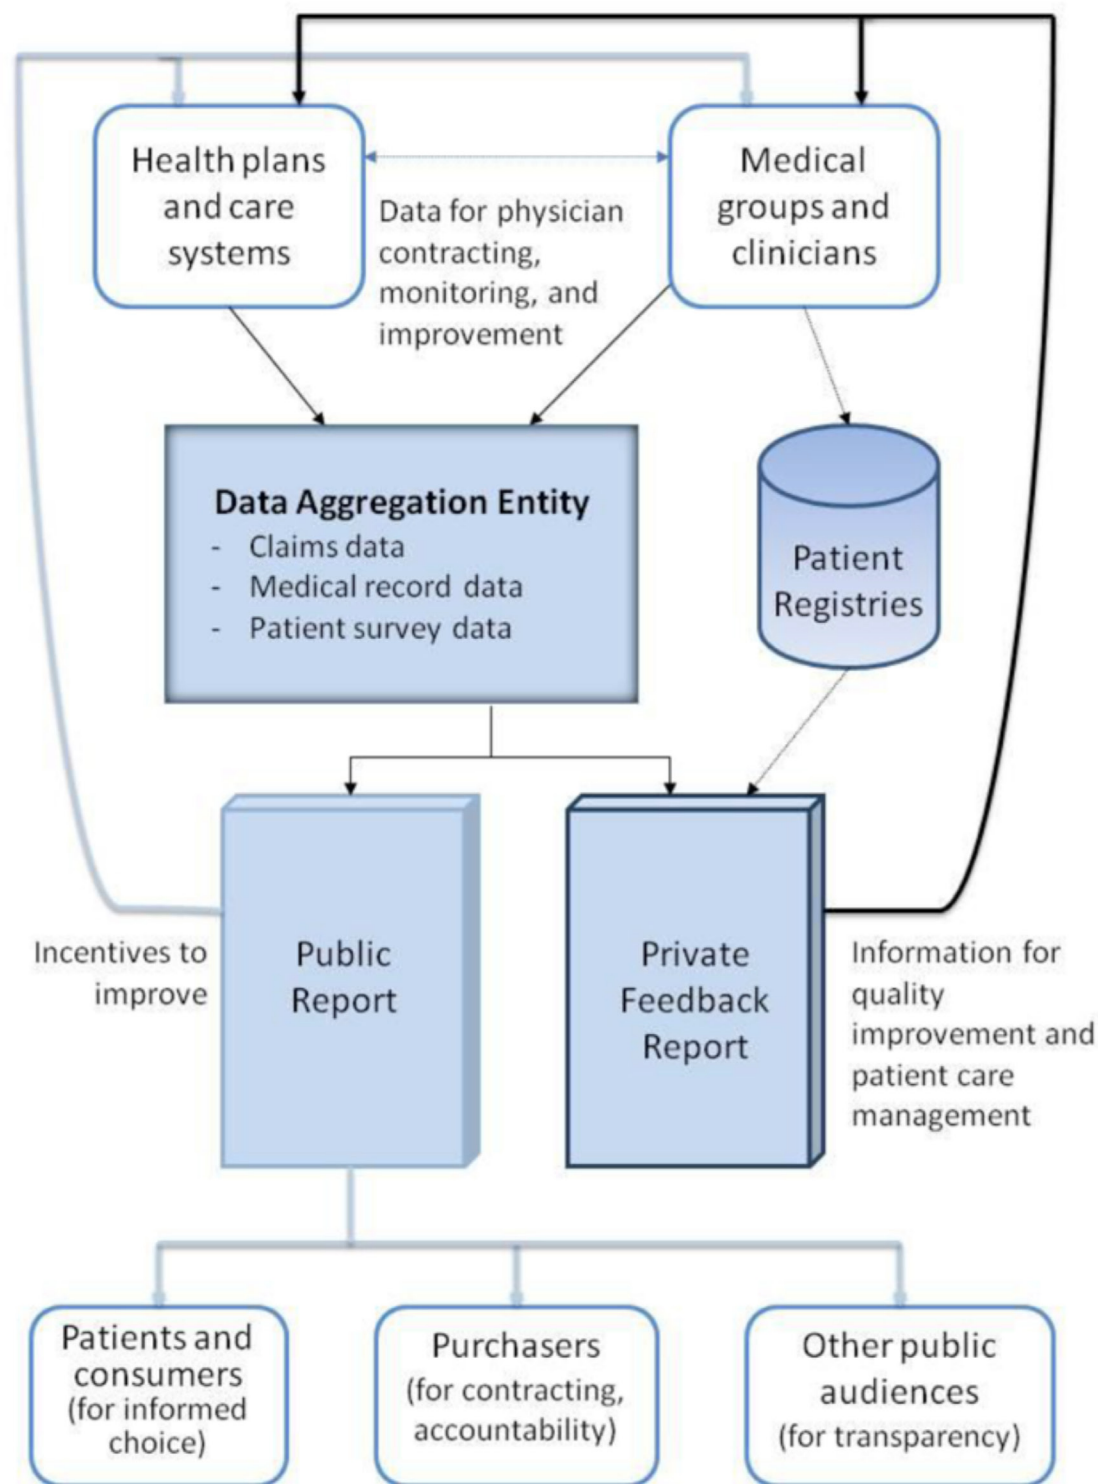 Health plans
and care
systems
Medical
groups and
clinicians
Data for physician
contracting,
monitoring, and
improvement
Data Aggregation Entity
- Claims data
- Medical record data
- Patient survey data
Patient
Registries
Incentives to
improve
Public
Report
Private
Feedback
Report
Information for
quality
improvement and
patient care
management
Patients and
consumers
(for informed
choice)
Purchasers
(for contracting,
accountability)
Other public
audiences
(for transparency)